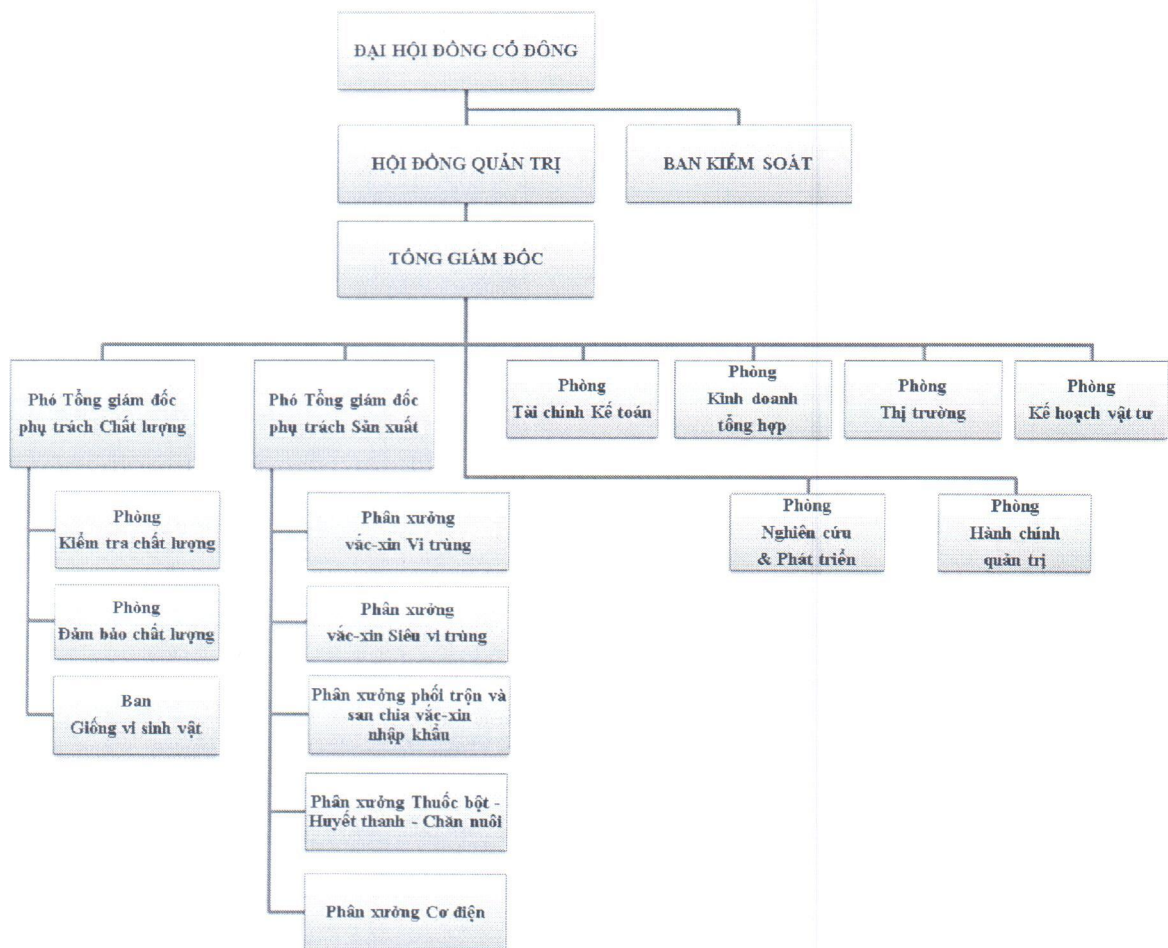 ĐẠI HỘI ĐỒNG CỔ ĐÔNG
HỘI ĐỒNG QUẢN TRỊ
BAN KIỂM SOÁT
TỔNG GIÁM ĐỐC
Phó Tổng giám đốc
phụ trách Chất lượng
Phó Tổng giám đốc
phụ trách Sản xuất
Phòng
Tài chính Kế toán
Phòng
Kinh doanh
tổng hợp
Phòng
Thị trường
Phòng
Kế hoạch vật tư
Phòng
Nghiên cứu
& Phát triển
Phòng
Hành chính
quản trị
Phòng
Kiểm tra chất lượng
Phòng
Đảm bảo chất lượng
Ban
Giống vi sinh vật
Phân xưởng
vắc-xin Vi trùng
Phân xưởng
vắc-xin Siêu vi trùng
Phân xưởng phối trộn và
san chia vắc-xin
nhập khẩu
Phân xưởng Thuốc bột -
Huyết thanh - Chăn nuôi
Phân xưởng Cơ điện